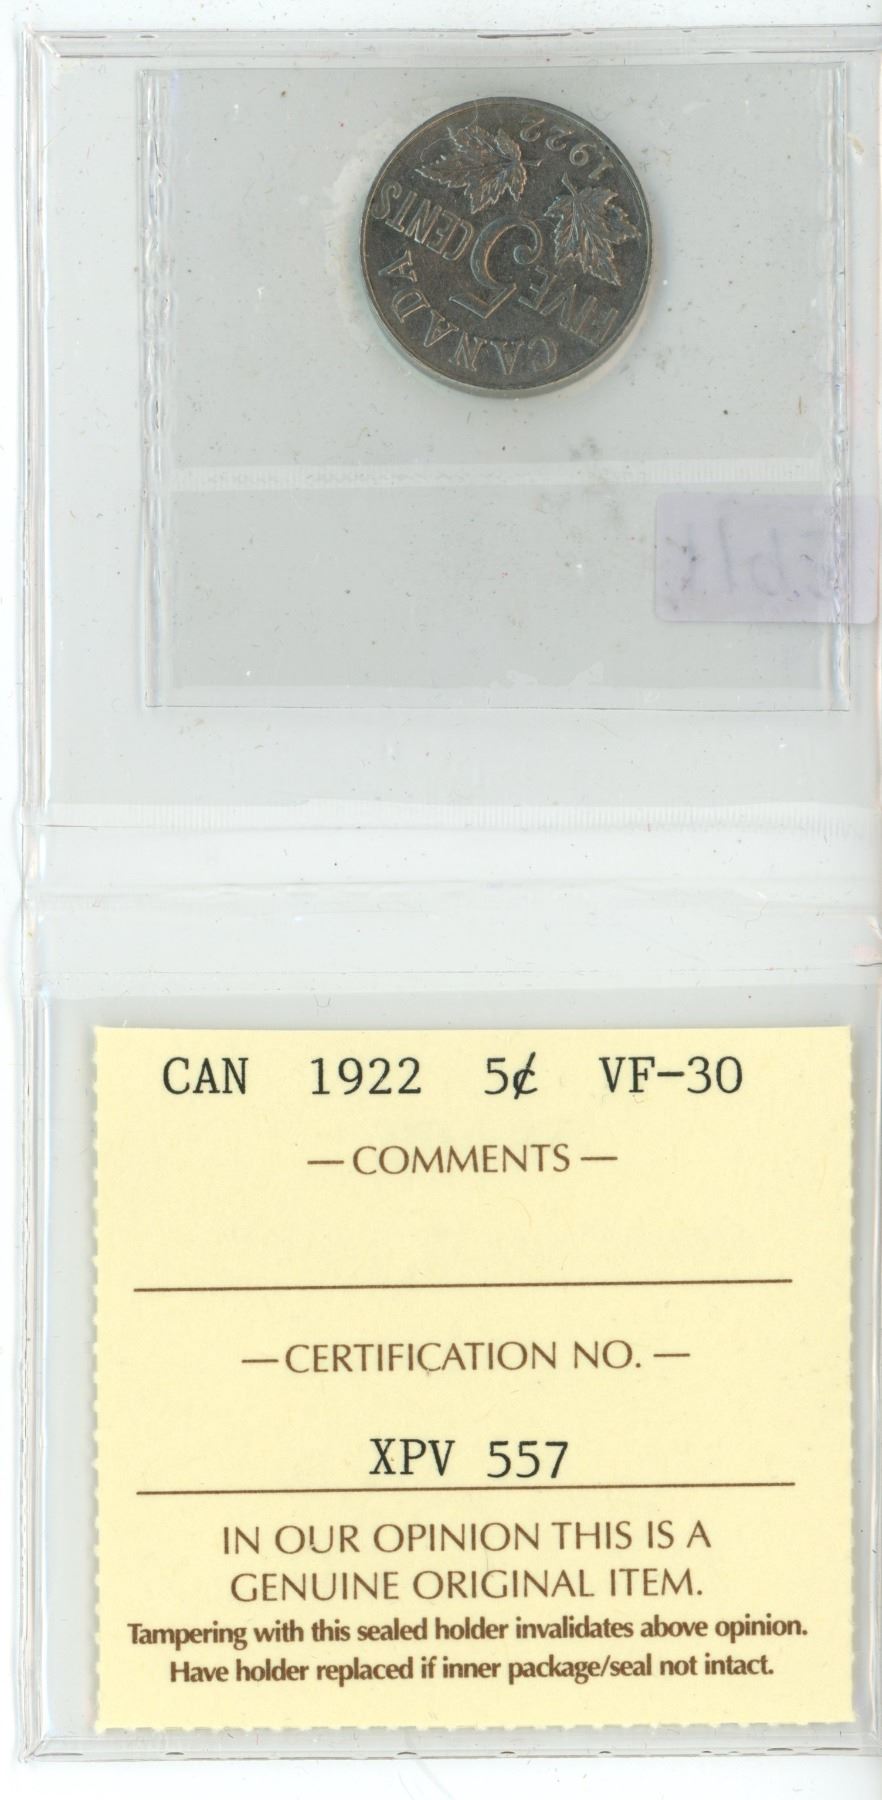 1922
FIVE 5 CENTS
CANADA
CAN 1922 5¢ VF-30
— COMMENTS —
— CERTIFICATION NO. —
XPV 557
IN OUR OPINION THIS IS A
GENUINE ORIGINAL ITEM.
Tampering with this sealed holder invalidates above opinion.
Have holder replaced if inner package/seal not intact.